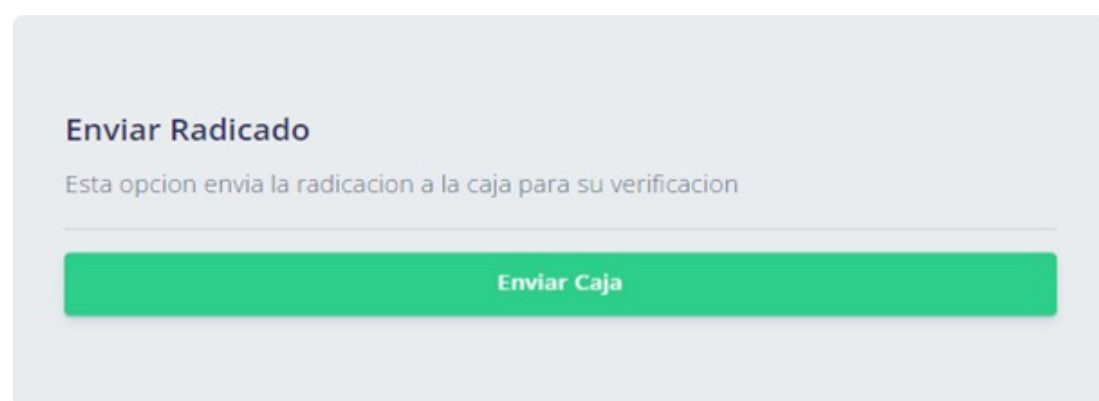 Enviar Radicado
Esta opcion envia la radicacion a la caja para su verificacion
Enviar Caja